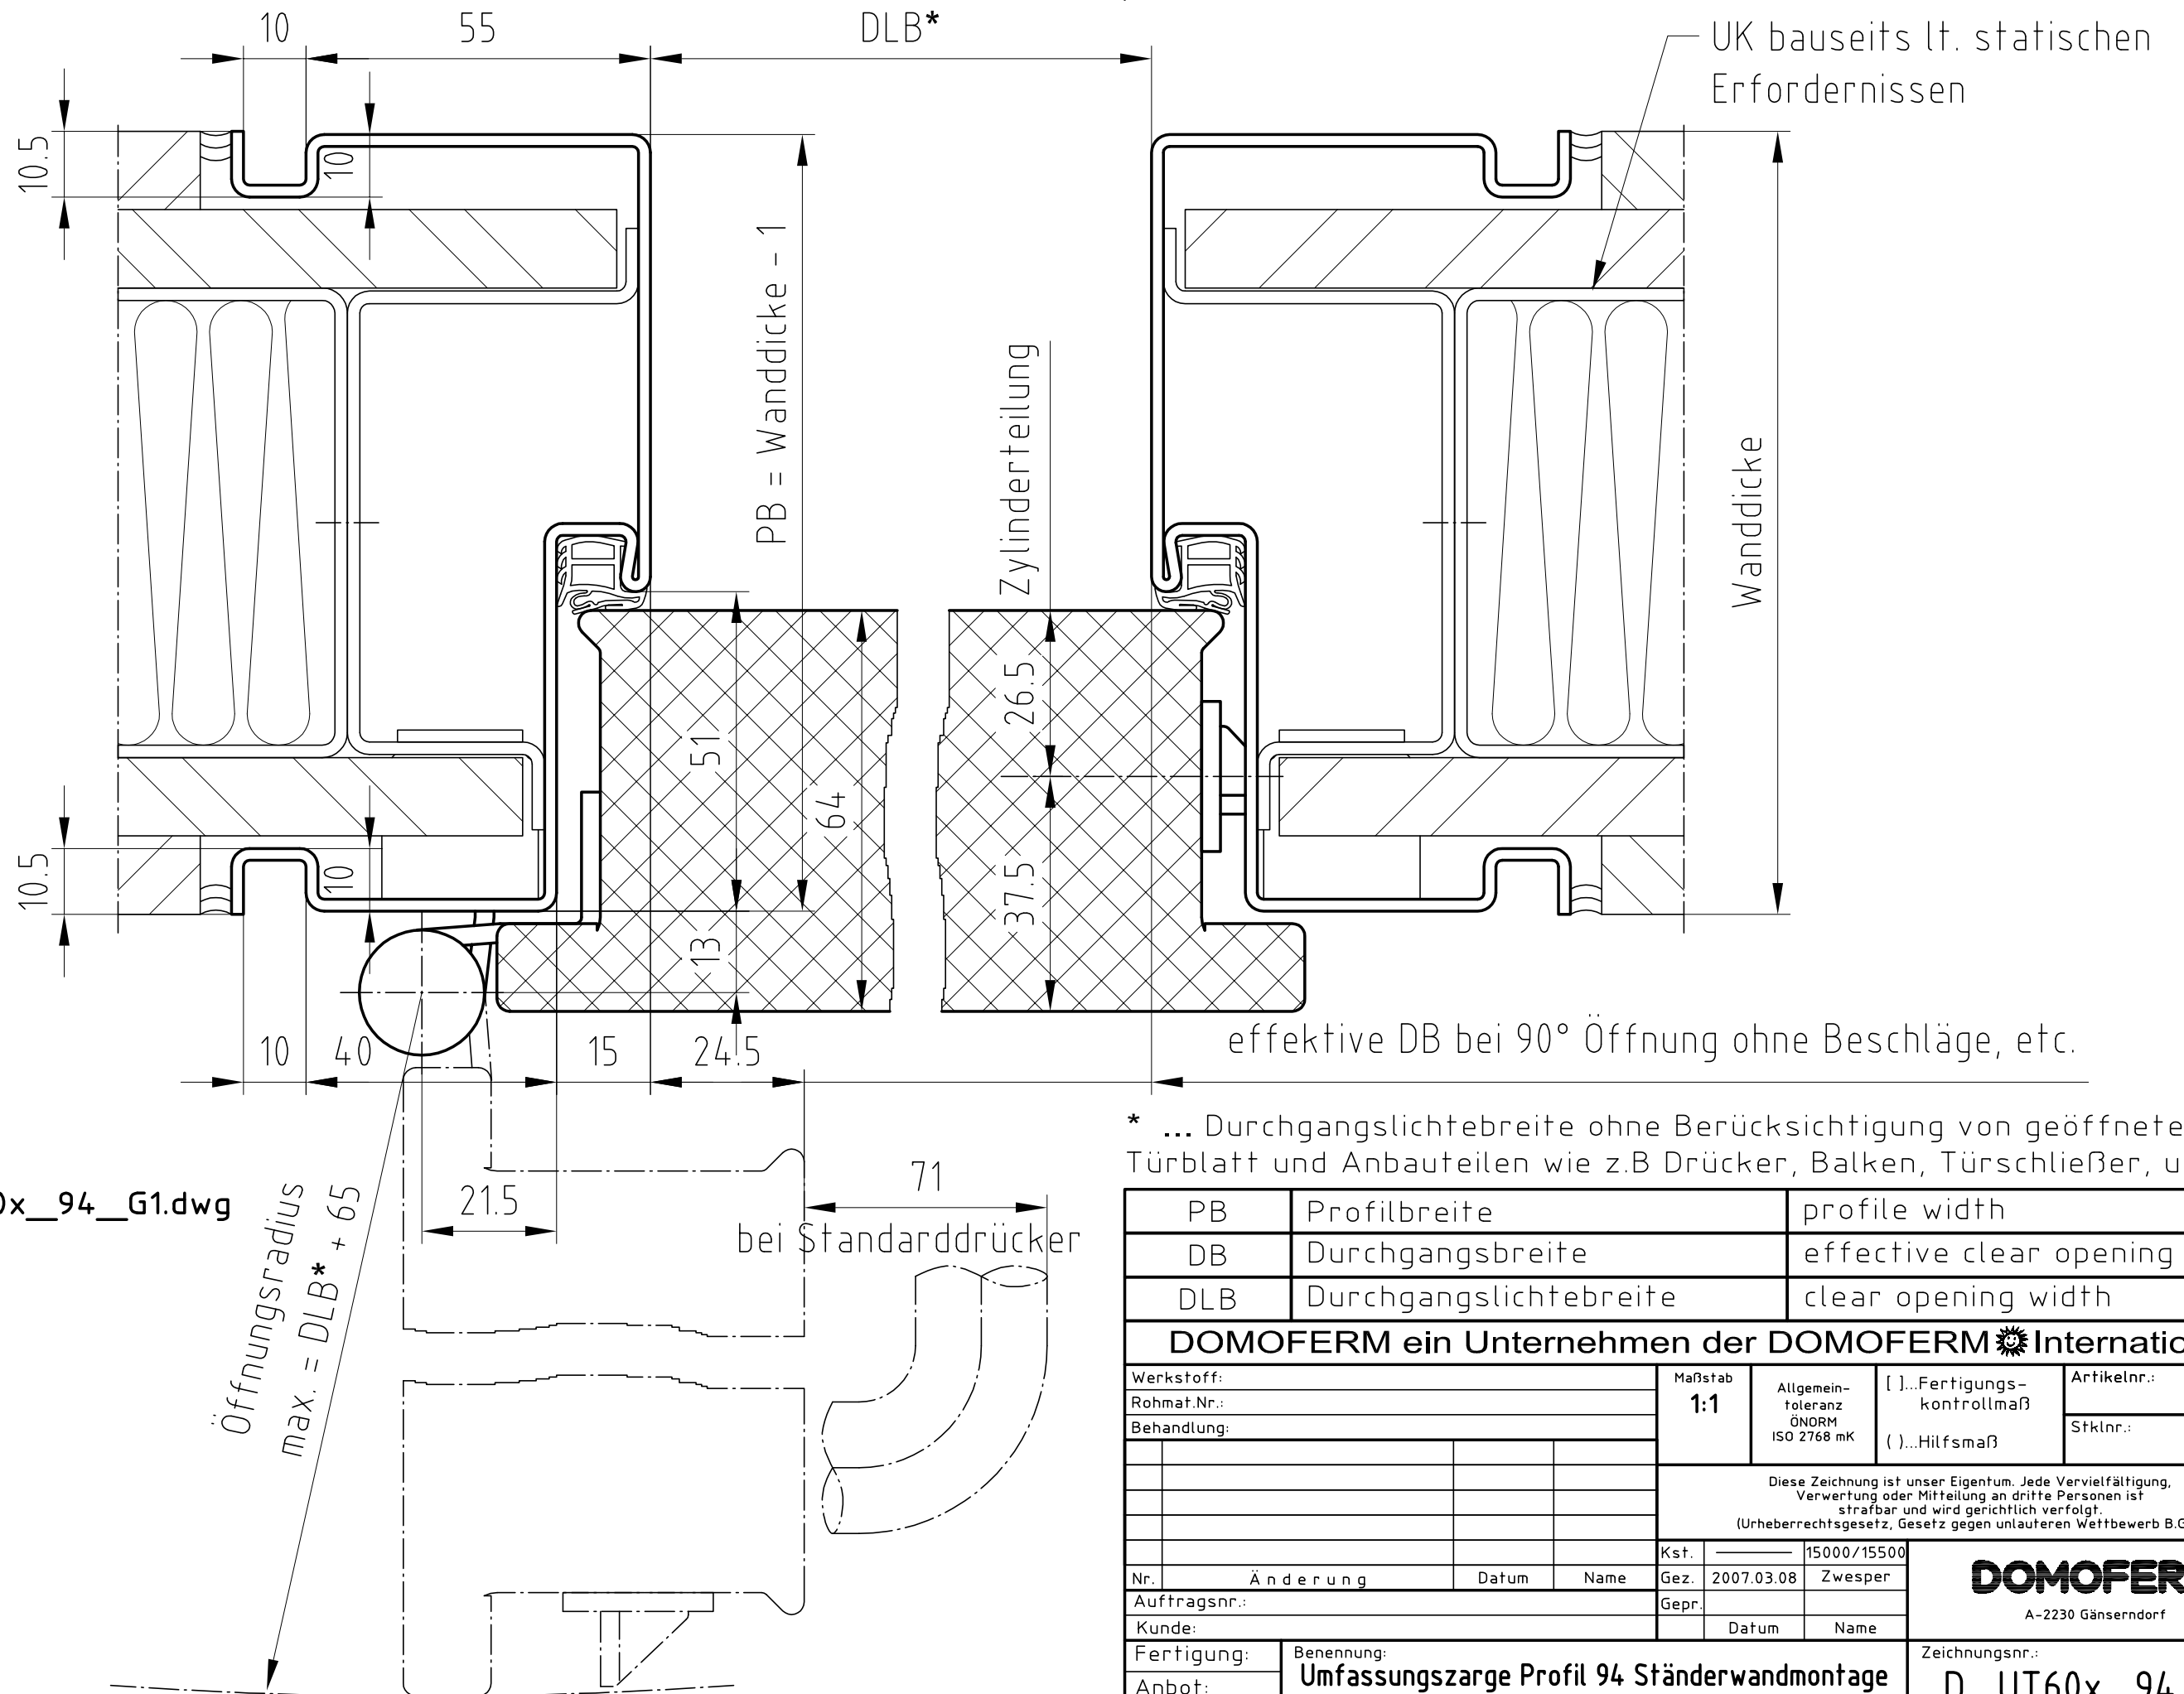 10
55
DLB*
UK bauseits lt. statischen
Erfordernissen
10.5
10
PB = Wanddicke - 1
Zylinderteilung
Wanddicke
26.5
51
64
37.5
13
10.5
10
10
40
15
24.5
effektive DB bei 90° Öffnung ohne Beschläge, etc.
* ... Durchgangslichtebreite ohne Berücksichtigung von
Türblatt und Anbauteilen wie z.B Drücker, Balken, Türschließer,
94__G1.dwg
21.5
71
bei Standarddrücker
Öffnungsradius
max. = DLB* + 65
PB Profilbreite profile width
DB Durchgangsbreite effective clear opening
DLB Durchgangslichtebreite clear opening width
DOMOFERM ein Unternehmen der DOMOFERM
Werkstoff:
Rohmat.Nr.:
Behandlung:
Maßstab
1:1
Allgemein-
toleranz
ÖNORM
ISO 2768 mK
[ ]...Fertigungs-
kontrollmaß
( )...Hilfsmaß
Artikelnr.:
Stklnr.:
Diese Zeichnung ist unser Eigentum. Jede Vervielfältigung,
Verwertung oder Mitteilung an dritte Personen ist
strafbar und wird gerichtlich verfolgt.
(Urheberrechtsgesetz, Gesetz gegen unlauteren Wettbewerb
Kst. 15000/15500
Nr. Änderung Datum Name
Gez. 2007.03.08 Zwesper
Auftragsnr.:
Gepr.
Kunde:
Datum Name
A-2230 Gänserndorf
Fertigung:
Anbot:
Benennung:
Umfassungszarge Profil 94 Ständerwandmontage
Zeichnungsnr.:
D__UT60x__94